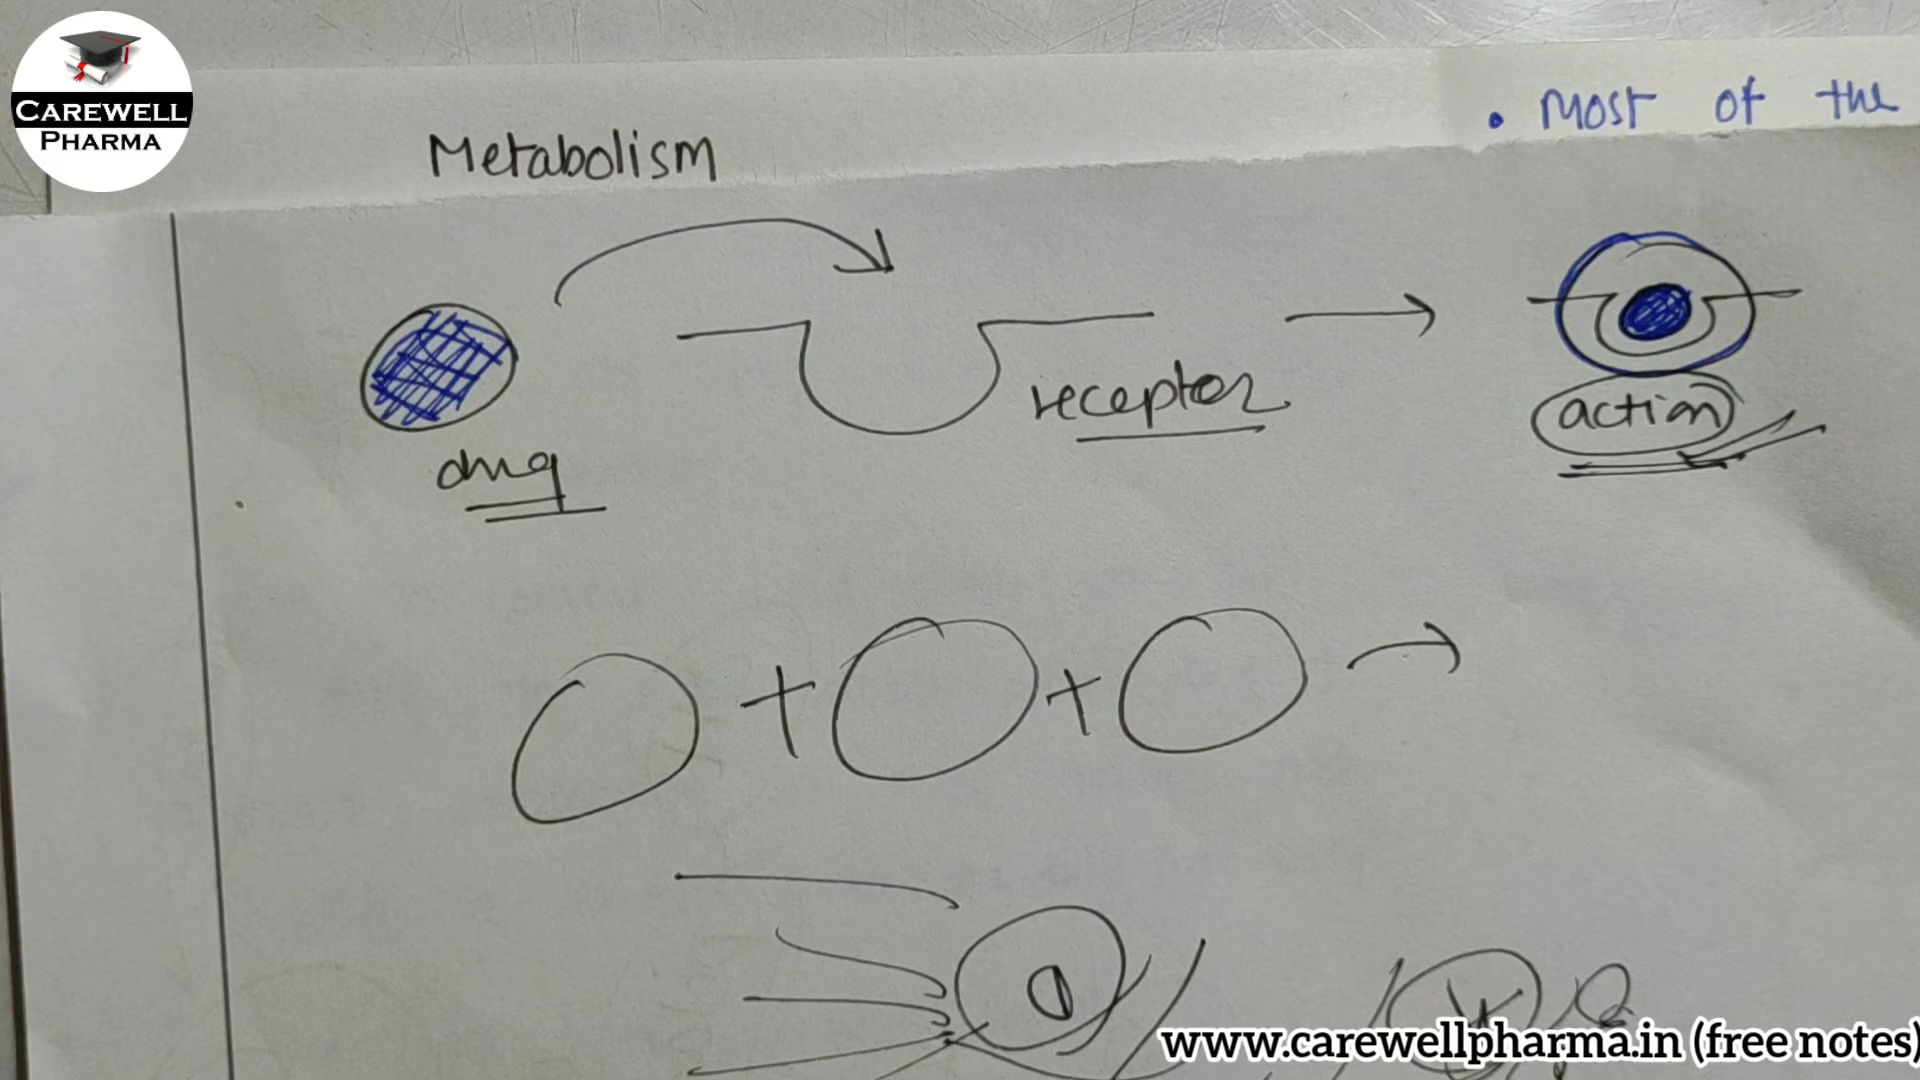 CAREWELL
PHARMA
• Most of the
Metabolism
receptor
action
drug
www.carewellpharma.in (free notes)